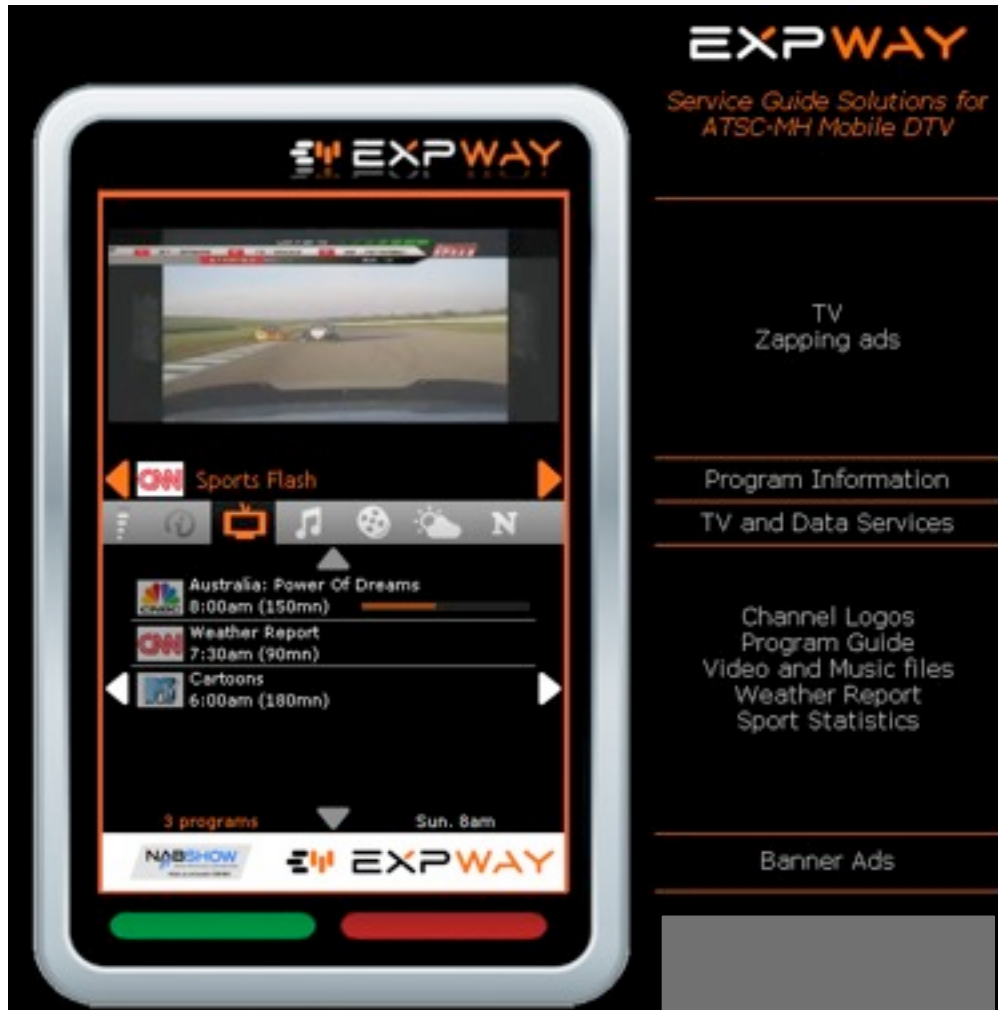 EXPWAY
Service Guide Solutions for
ATSC-MH Mobile DTV
EXPWAY
TV
Zapping ads
CNN Sports Flash
Program Information
N
TV and Data Services
Australia: Power Of Dreams
CNBC
8:00am (150mn)
Weather Report
CNN
7:30am (90mn)
Cartoons
6:00am (180mn)
Channel Logos
Program Guide
Video and Music files
Weather Report
Sport Statistics
3 programs Sun. 8am
NABSHOW EXPWAY
Banner Ads